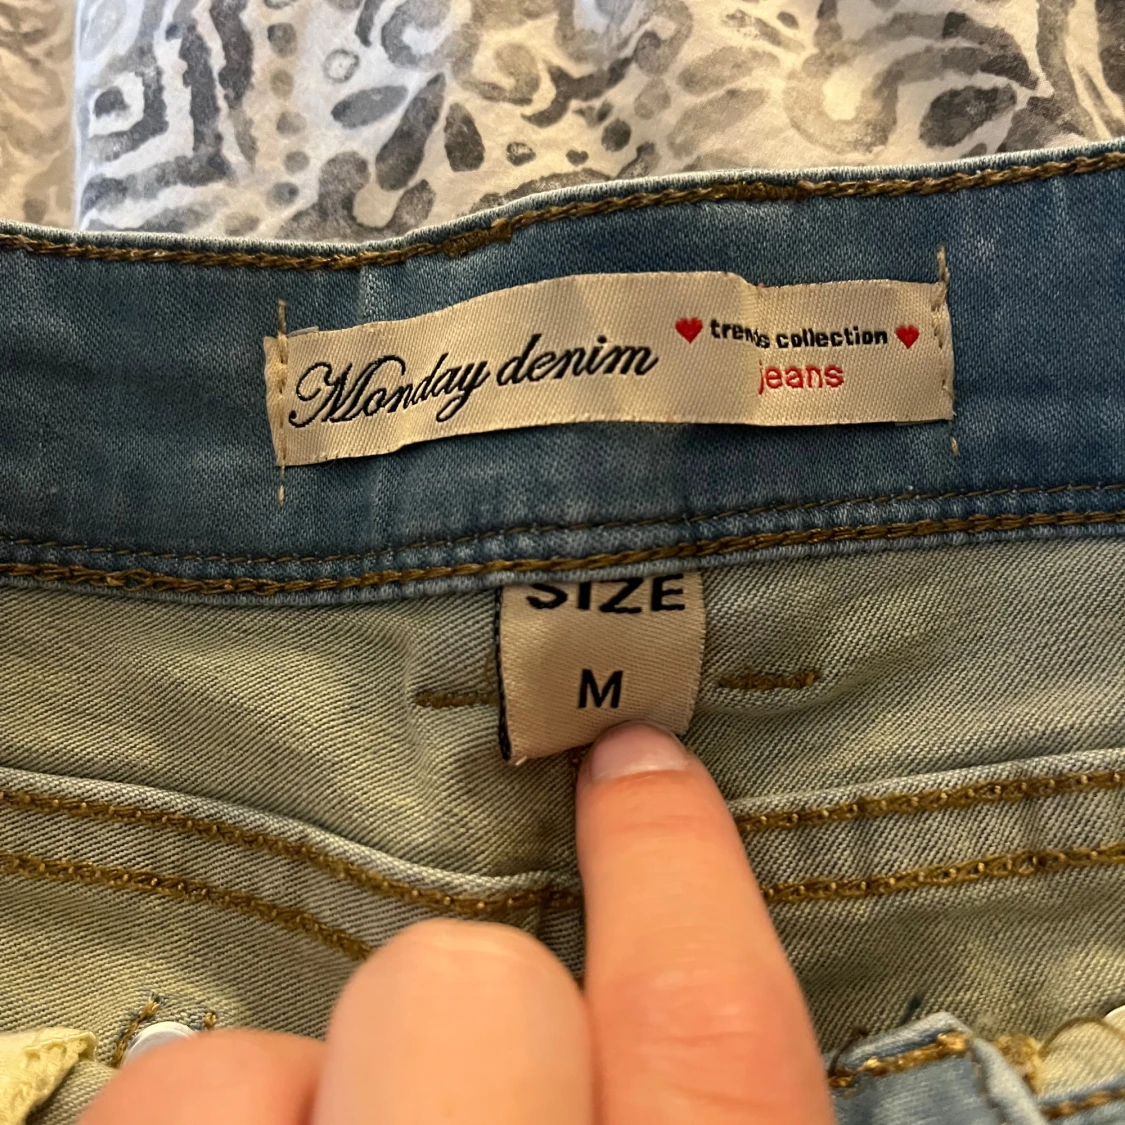 Monday denim
trends collection
jeans
SIZE
M